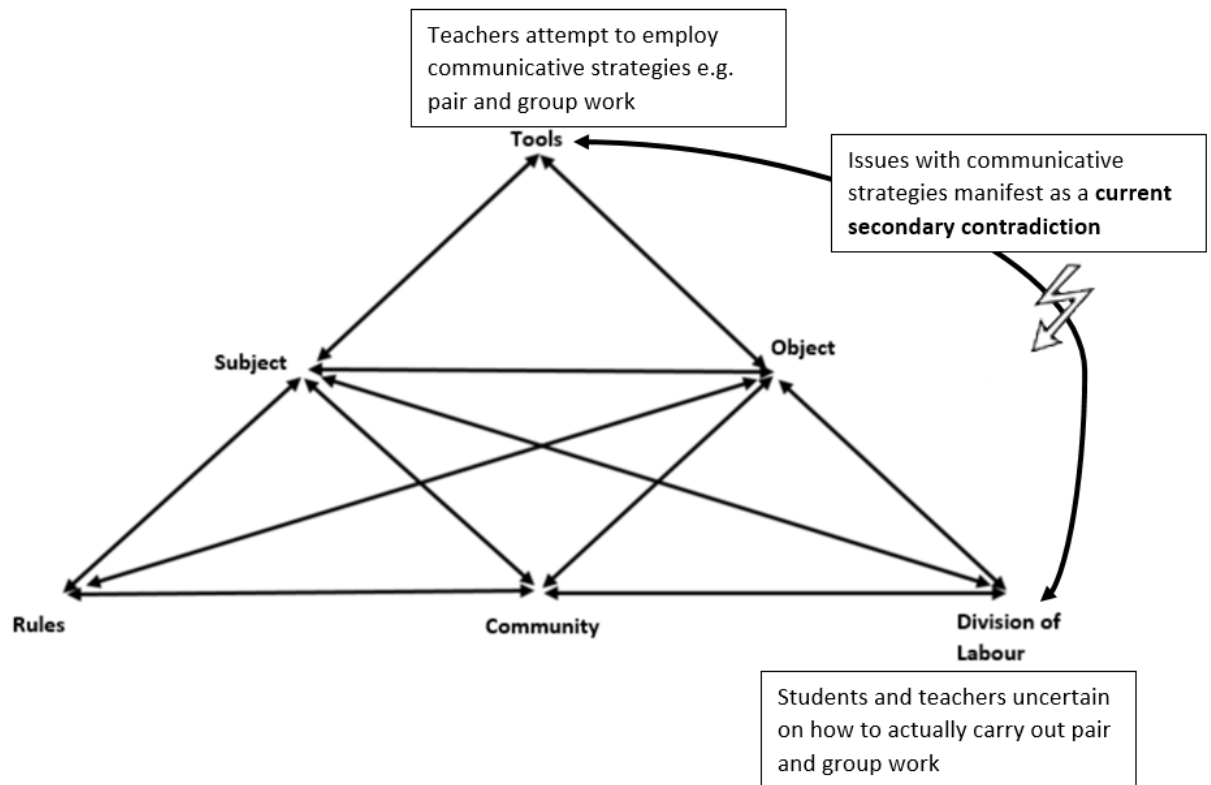 Teachers attempt to employ
communicative strategies e.g.
pair and group work
Tools
Issues with communicative
strategies manifest as a current
secondary contradiction
Subject
Object
Rules
Community
Division of
Labour
Students and teachers uncertain
on how to actually carry out pair
and group work